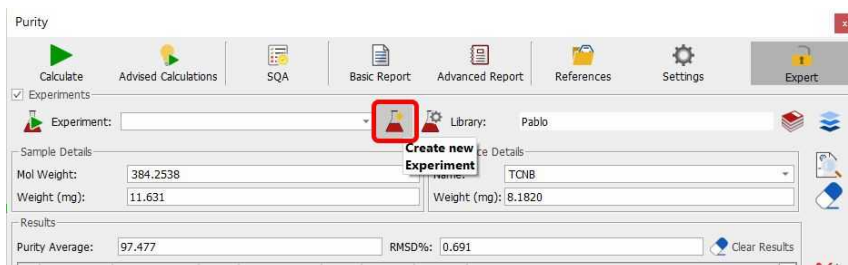 Purity
x
Calculate Advised Calculations SQA Basic Report Advanced Report References Settings Expert
Experiments
Experiment: Library: Pablo
Create new
Experiment
Sample Details ce Details
Mol Weight: 384.2538 Name: TCNB
Weight (mg): 11.631 Weight (mg): 8.1820
Results
Purity Average: 97.477 RMSD%: 0.691 Clear Results